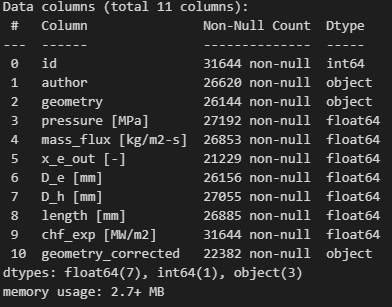 Data columns (total 11 columns):
 #   Column              Non-Null Count  Dtype
---  ------              --------------  -----
 0   id                  31644 non-null  int64
 1   author              26620 non-null  object
 2   geometry            26144 non-null  object
 3   pressure [MPa]      27192 non-null  float64
 4   mass_flux [kg/m2-s] 26853 non-null  float64
 5   x_e_out [-]         21229 non-null  float64
 6   D_e [mm]            26156 non-null  float64
 7   D_h [mm]            27055 non-null  float64
 8   length [mm]         26885 non-null  float64
 9   chf_exp [MW/m2]     31644 non-null  float64
 10  geometry_corrected  22382 non-null  object
dtypes: float64(7), int64(1), object(3)
memory usage: 2.7+ MB